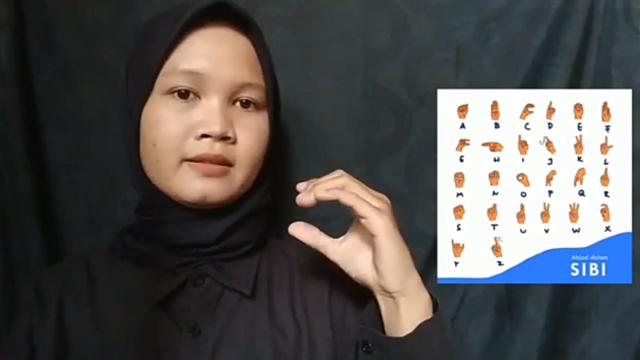 A B C D E F
G H I J K L
M N O P Q R
S T U V W X
Y Z
Abjad dalam
SIBI